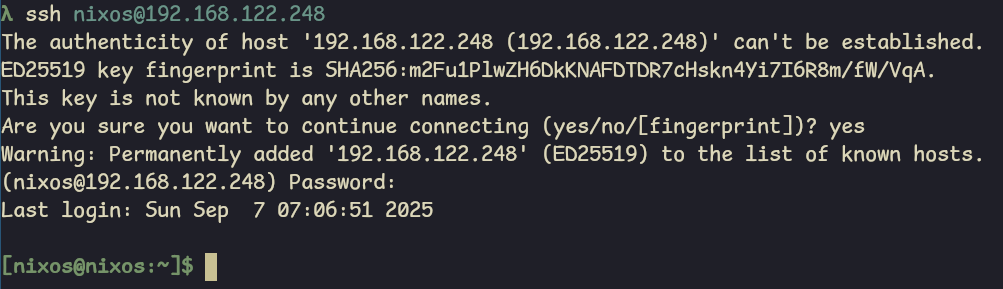 λ ssh nixos@192.168.122.248
The authenticity of host '192.168.122.248 (192.168.122.248)' can't be established.
ED25519 key fingerprint is SHA256:m2Fu1PlwZH6DkKNAFDTDR7cHskn4Yi7I6R8m/fW/VqA.
This key is not known by any other names.
Are you sure you want to continue connecting (yes/no/[fingerprint])? yes
Warning: Permanently added '192.168.122.248' (ED25519) to the list of known hosts.
(nixos@192.168.122.248) Password:
Last login: Sun Sep  7 07:06:51 2025
[nixos@nixos:~]$